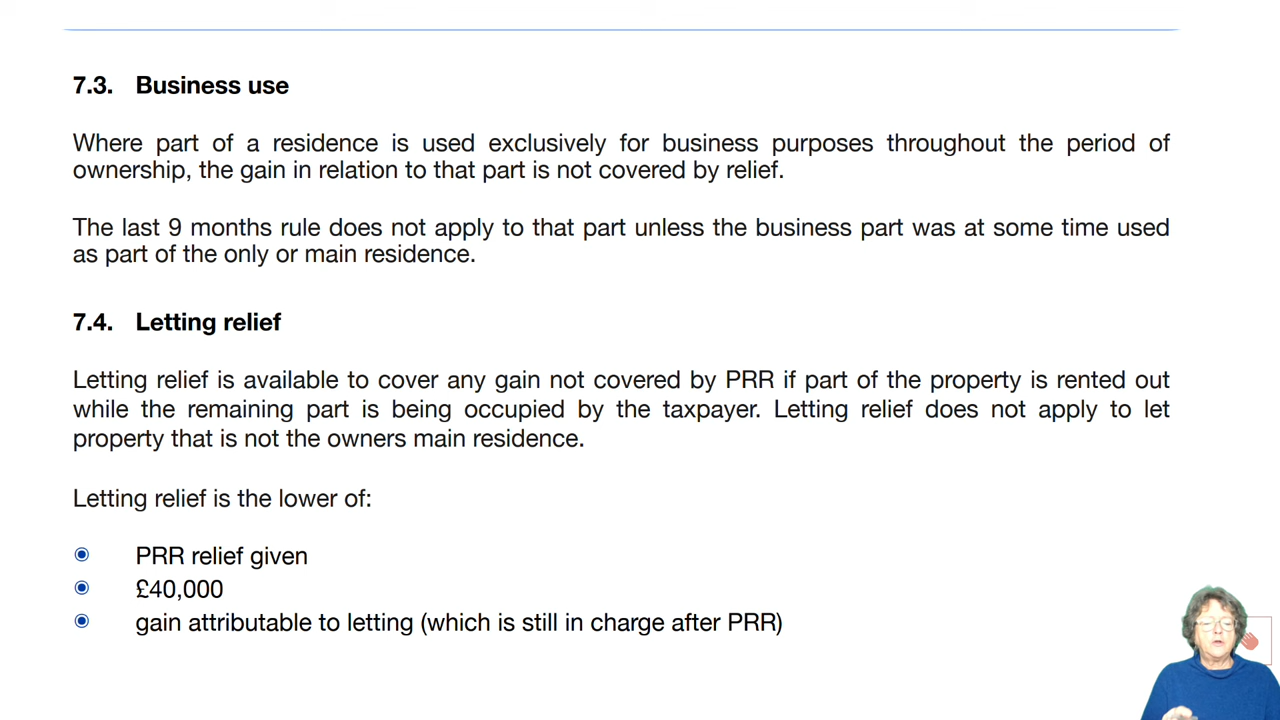 7.3. Business use
Where part of a residence is used exclusively for business purposes throughout the period of
ownership, the gain in relation to that part is not covered by relief.
The last 9 months rule does not apply to that part unless the business part was at some time used
as part of the only or main residence.
7.4. Letting relief
Letting relief is available to cover any gain not covered by PRR if part of the property is rented out
while the remaining part is being occupied by the taxpayer. Letting relief does not apply to let
property that is not the owners main residence.
Letting relief is the lower of:
PRR relief given
£40,000
gain attributable to letting (which is still in charge after PRR)